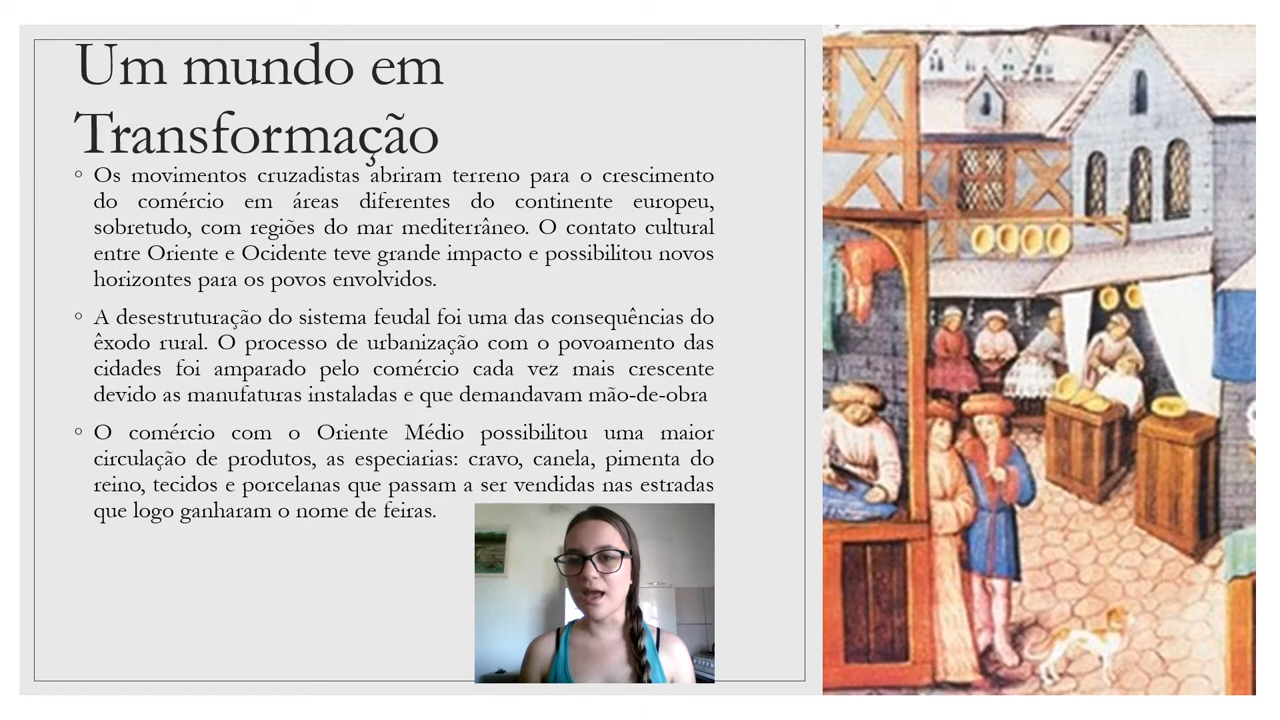 Um mundo em
Transformação
Os movimentos cruzadistas abriram terreno para o crescimento
do comércio em áreas diferentes do continente europeu,
sobretudo, com regiões do mar mediterrâneo. O contato cultural
entre Oriente e Ocidente teve grande impacto e possibilitou novos
horizontes para os povos envolvidos.
A desestruturação do sistema feudal foi uma das consequências do
êxodo rural. O processo de urbanização com o povoamento das
cidades foi amparado pelo comércio cada vez mais crescente
devido as manufaturas instaladas e que demandavam mão-de-obra
O comércio com o Oriente Médio possibilitou uma maior
circulação de produtos, as especiarias: cravo, canela, pimenta do
reino, tecidos e porcelanas que passam a ser vendidas nas estradas
que logo ganharam o nome de feiras.